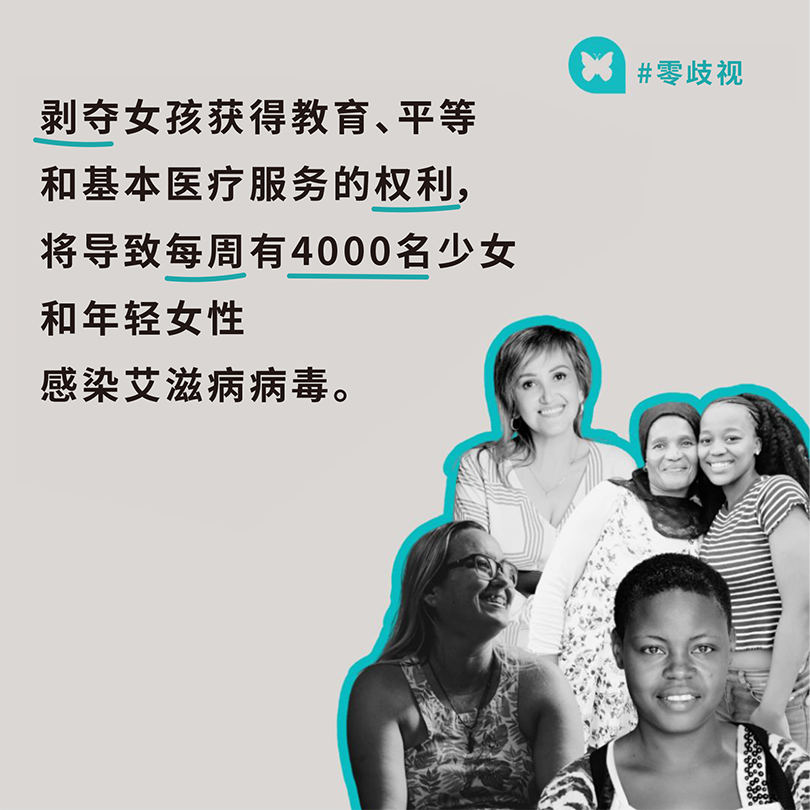 #零歧视
剥夺女孩获得教育、平等
和基本医疗服务的权利,
将导致每周有4000名少女
和年轻女性
感染艾滋病病毒。